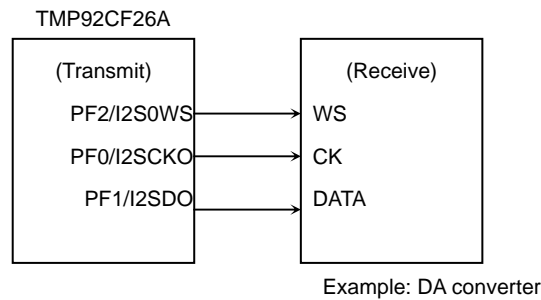 TMP92CF26A
(Transmit)
(Receive)
PF2/I2S0WS
WS
PF0/I2SCKO
CK
PF1/I2SDO
DATA
Example: DA converter